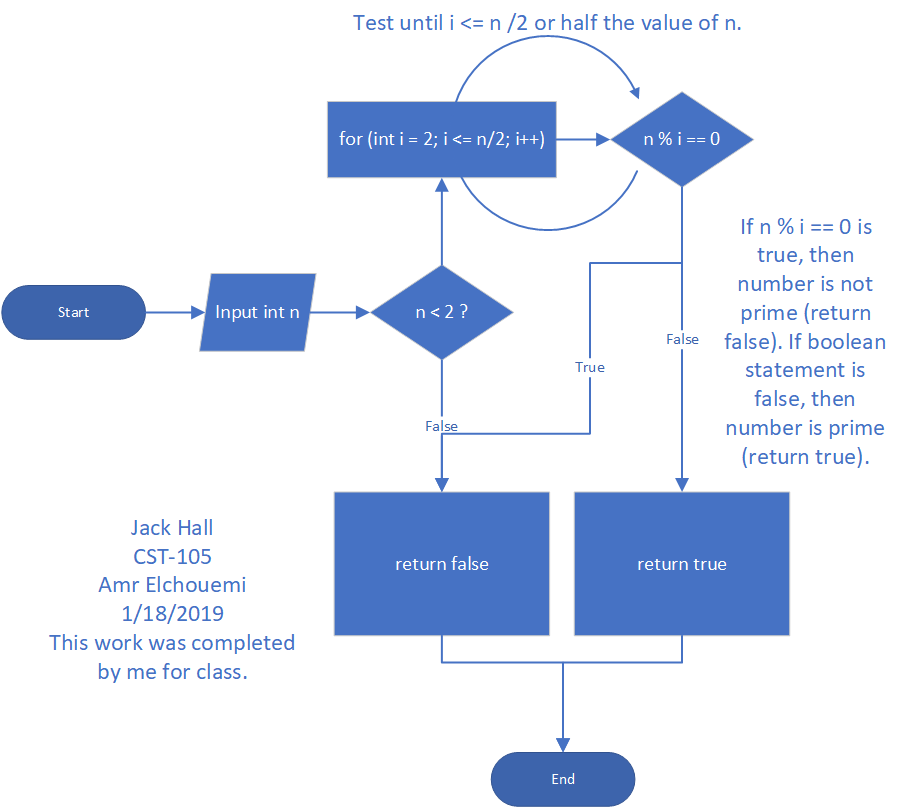 Test until i <= n /2 or half the value of n.
for (int i = 2; i <= n/2; i++)
n % i == 0
If n % i == 0 is
true, then
number is not
prime (return
false). If boolean
statement is
false, then
number is prime
(return true).
Start
Input int n
n < 2 ?
False
True
False
return false
return true
Jack Hall
CST-105
Amr Elchouemi
1/18/2019
This work was completed
by me for class.
End